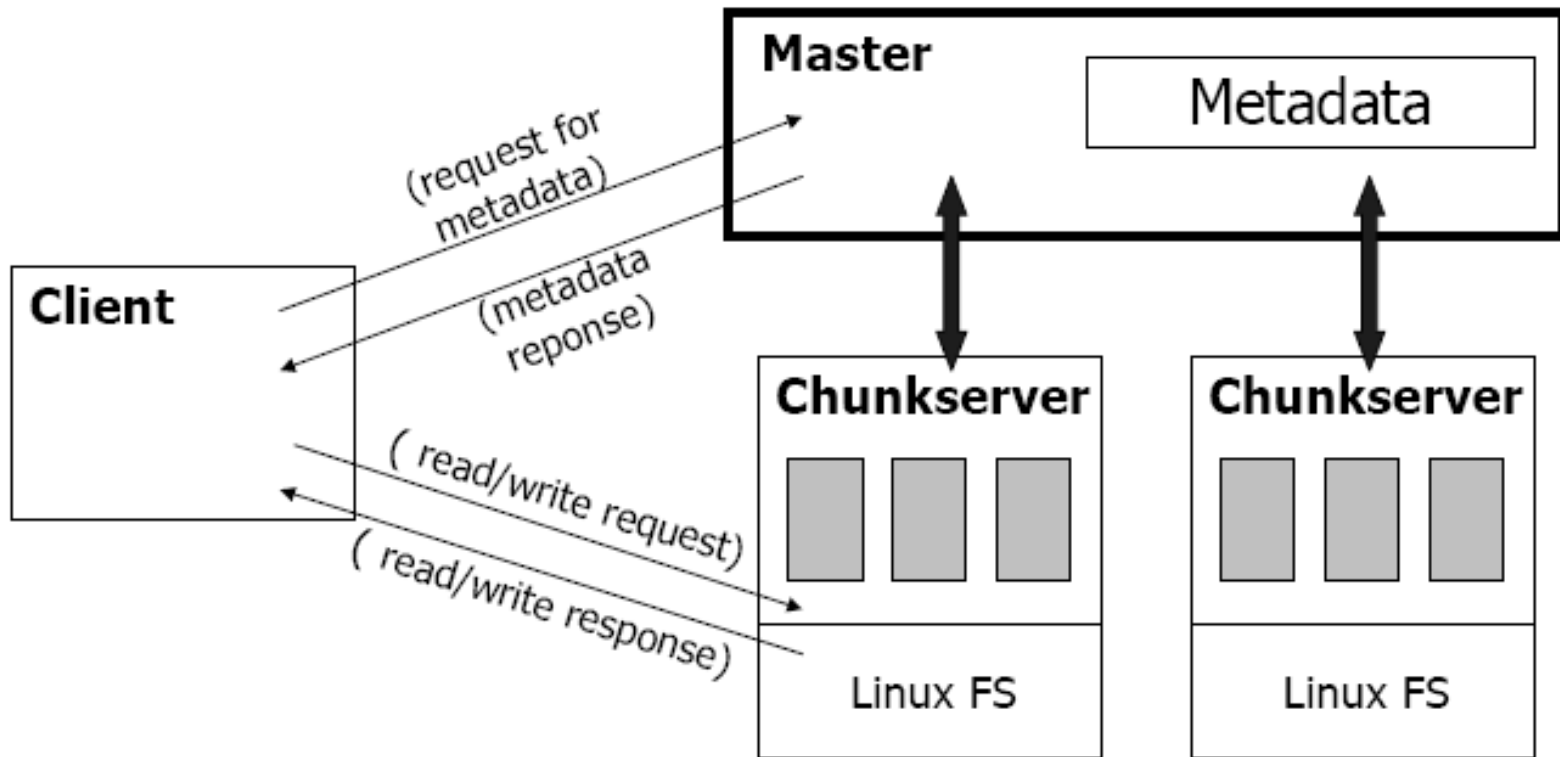 Master
Metadata
(request for
metadata)
(metadata
reponse)
Client
( read/write request)
( read/write response)
Chunkserver
Linux FS
Chunkserver
Linux FS